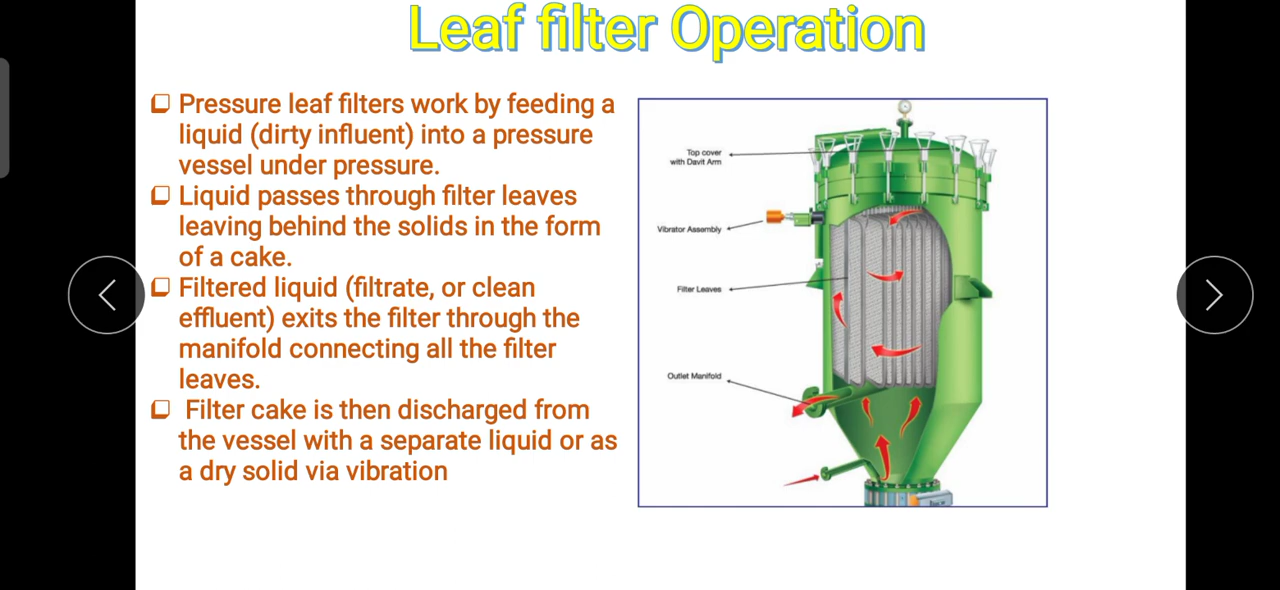 Leaf filter Operation
Pressure leaf filters work by feeding a
liquid (dirty influent) into a pressure
vessel under pressure.
Liquid passes through filter leaves
leaving behind the solids in the form
of a cake.
Filtered liquid (filtrate, or clean
effluent) exits the filter through the
manifold connecting all the filter
leaves.
Filter cake is then discharged from
the vessel with a separate liquid or as
a dry solid via vibration
Top cover
with Davit Arm
Vibrator Assembly
Filter Leaves
Outlet Manifold